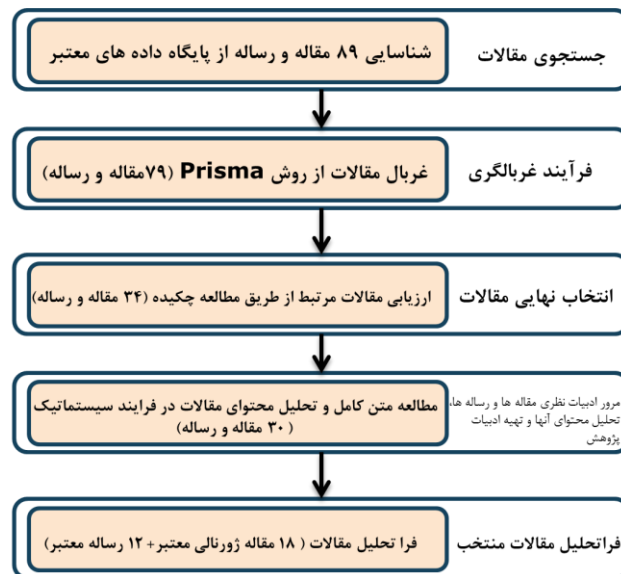 جستجوی مقالات
شناسایی ۸۹ مقاله و رساله از پایگاه داده های معتبر
فرآیند غربالگری
غربال مقالات از روش Prisma (۷۹مقاله و رساله)
انتخاب نهایی مقالات
ارزیابی مقالات مرتبط از طریق مطالعه چکیده (۳۴ مقاله و رساله)
مرور ادبیات نظری مقاله ها و رساله ها،
تحلیل محتوای آنها و تهیه ادبیات
پژوهش
مطالعه متن کامل و تحلیل محتوای مقالات در فرایند سیستماتیک
( ۳۰ مقاله و رساله)
فراتحلیل مقالات منتخب
فرا تحلیل مقالات ( ۱۸ مقاله ژورنالی معتبر+ ۱۲ رساله معتبر)